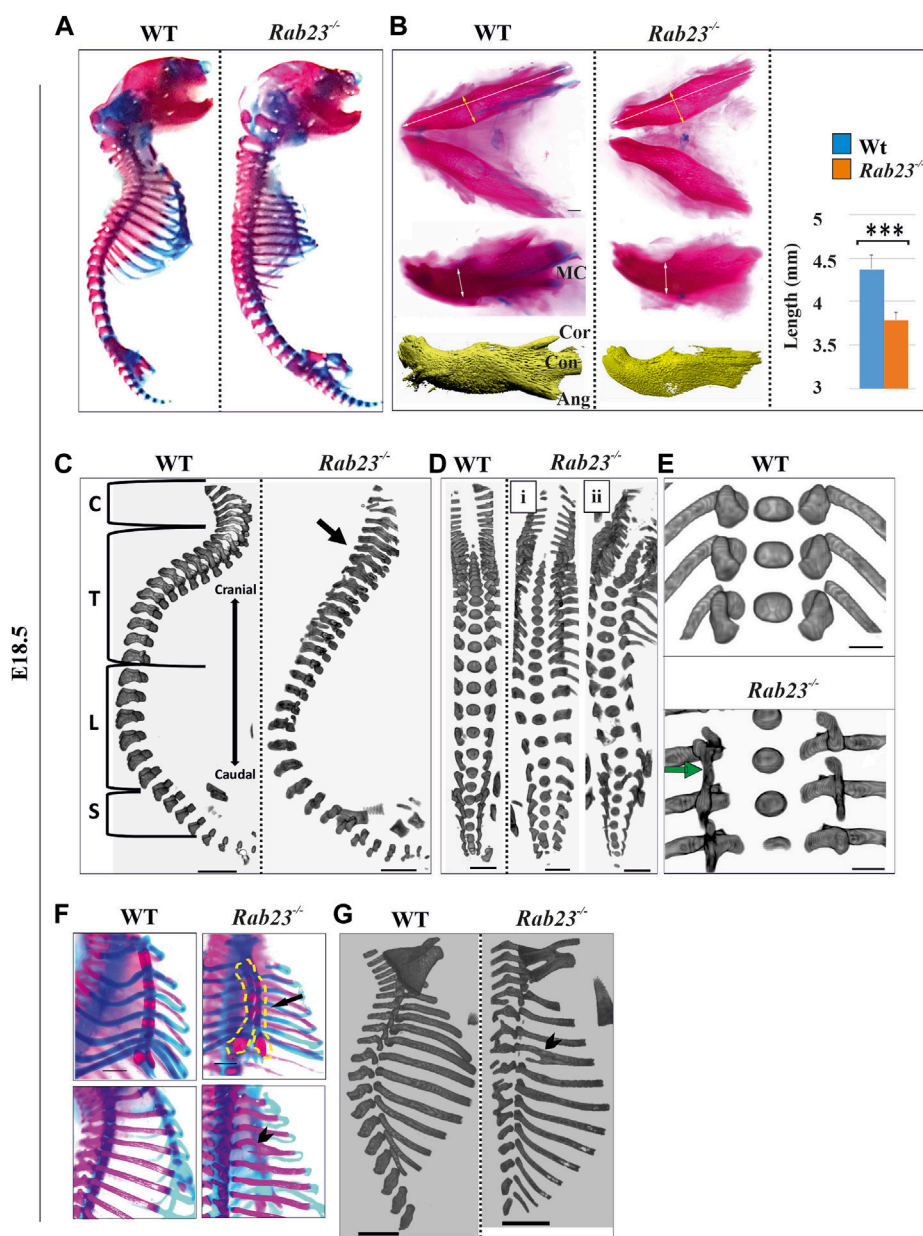 E18.5
A
WT
Rab23-/-
B
WT
Rab23-/-
MC
Cor
Con
Ang
Wt
Rab23-/-
***
Length (mm)
5
4.5
4
3.5
3
C
WT
Rab23-/-
C
T
L
S
Cranial
Caudal
D
WT
Rab23-/-
i
ii
E
WT
Rab23-/-
F
WT
Rab23-/-
G
WT
Rab23-/-